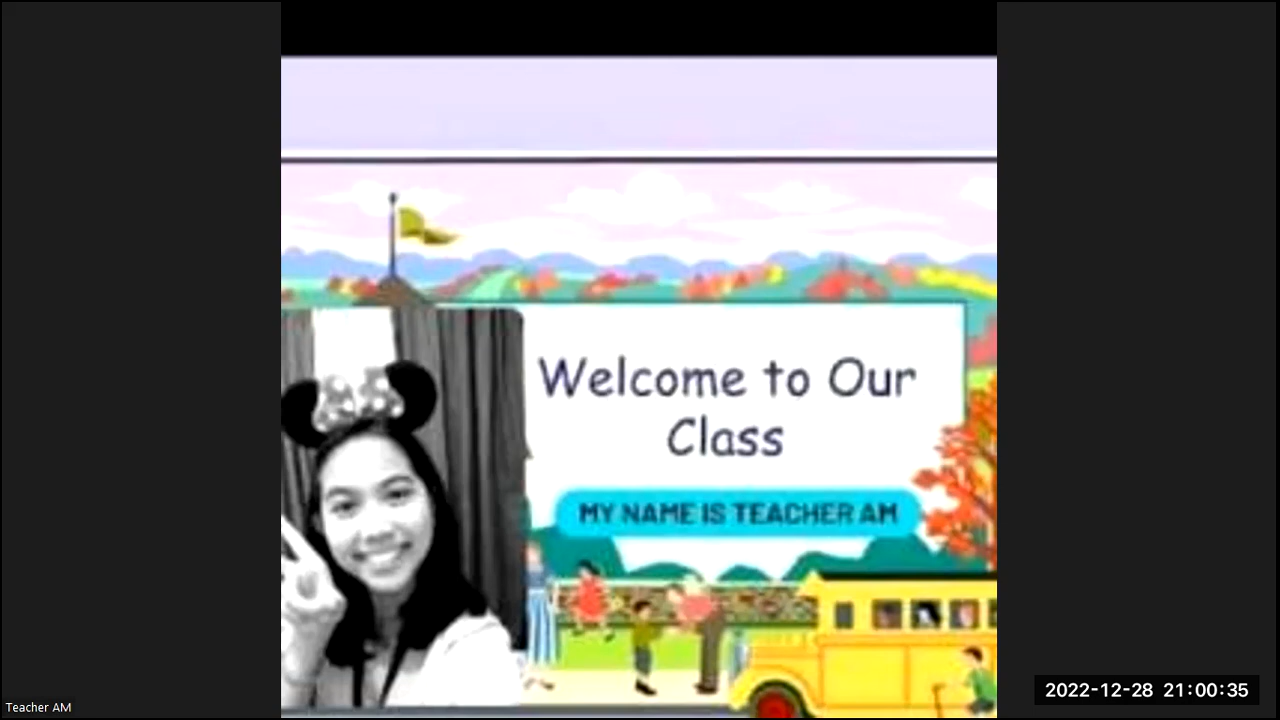 Welcome to Our
Class
MY NAME IS TEACHER AM
Teacher AM
2022-12-28 21:00:35